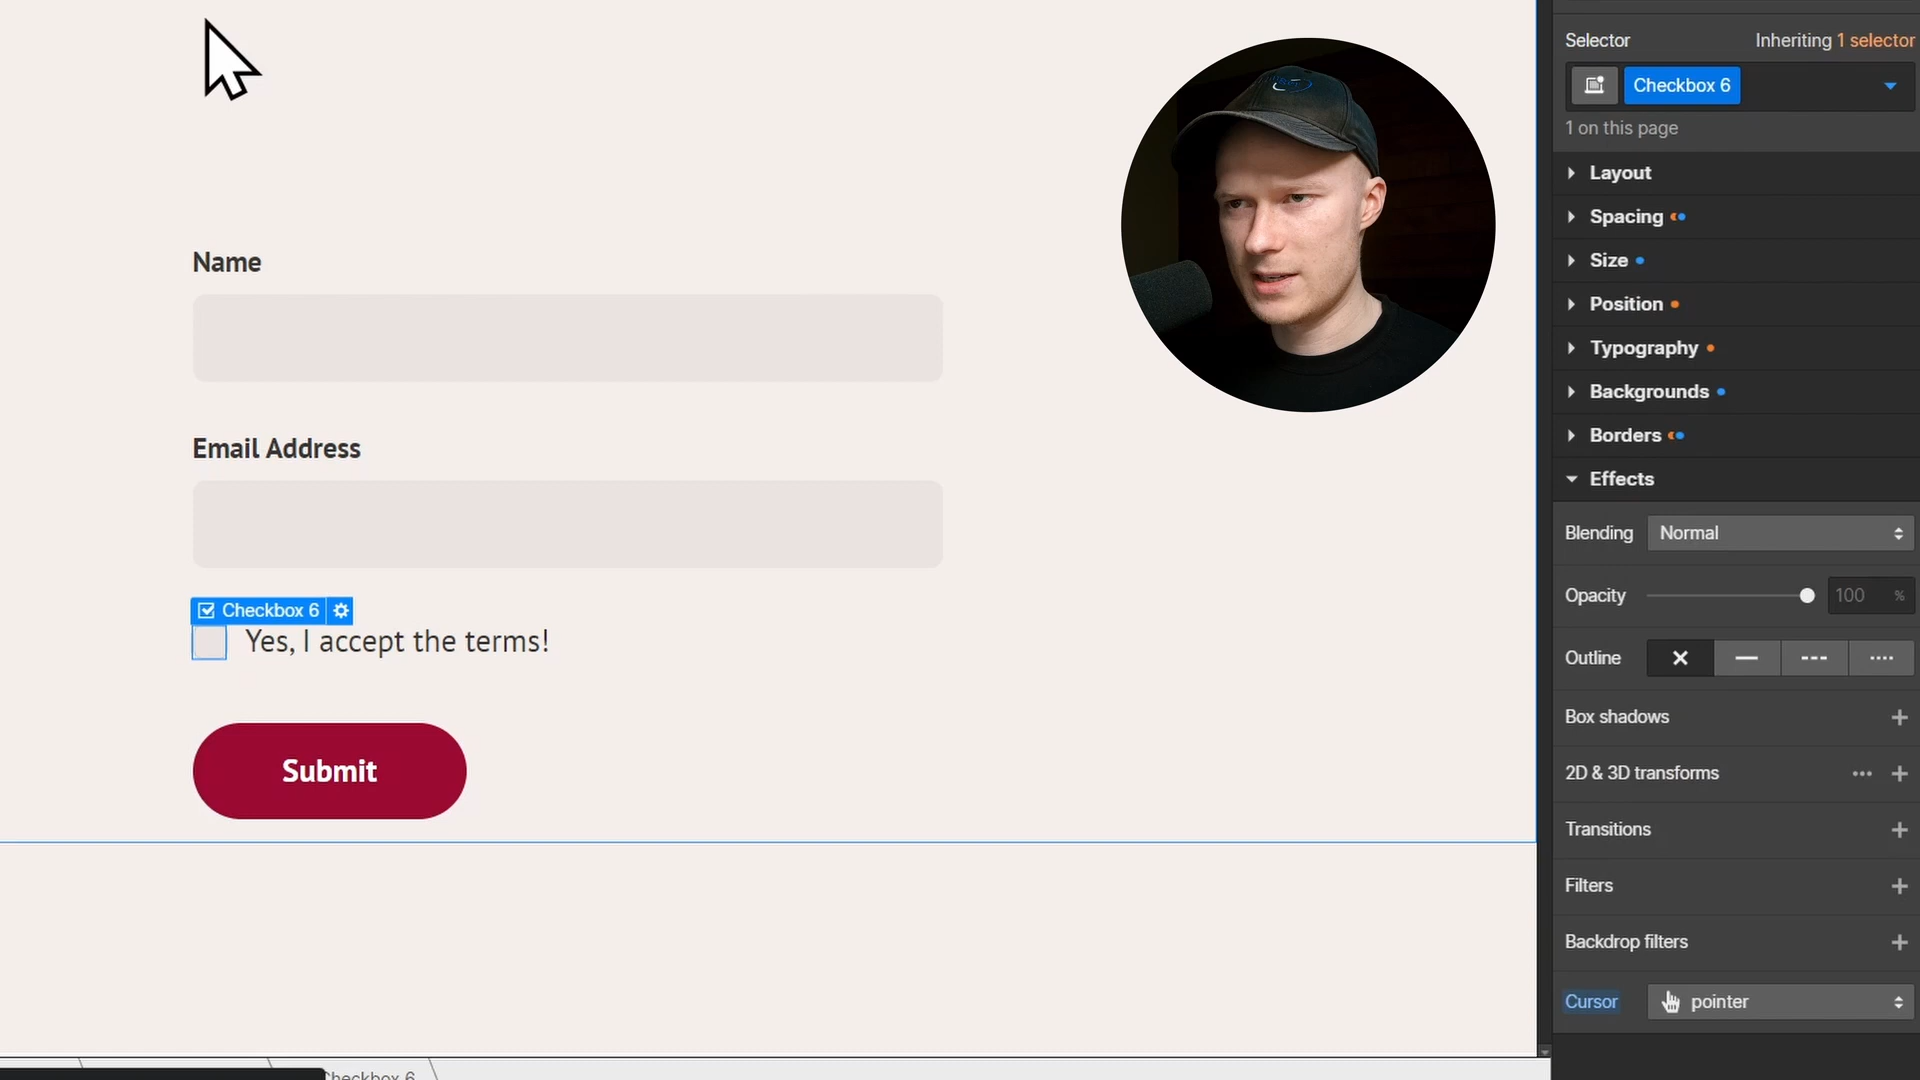 Name
Email Address
Checkbox 6
Yes, I accept the terms!
Submit
Checkbox 6
Selector
Inheriting 1 selector
Checkbox 6
1 on this page
Layout
Spacing
Size
Position
Typography
Backgrounds
Borders
Effects
Blending
Normal
Opacity
100 %
Outline
Box shadows
2D & 3D transforms
Transitions
Filters
Backdrop filters
Cursor
pointer